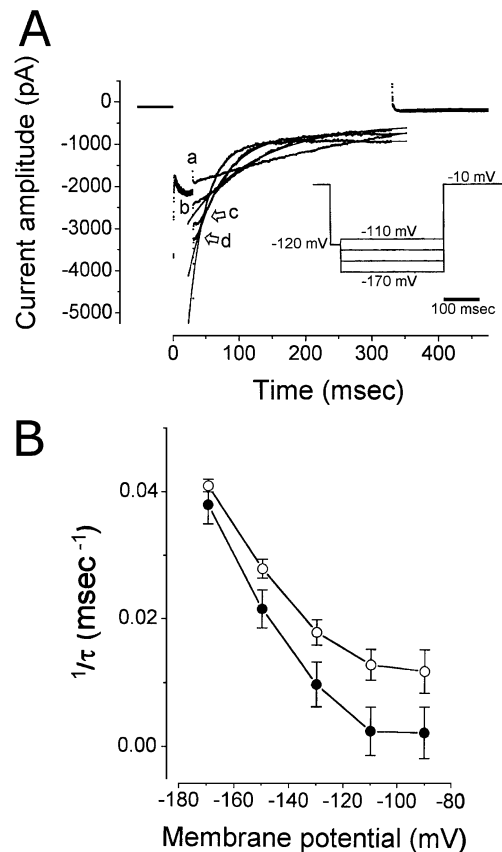 A
Current amplitude (pA)
0
-1000
-2000
-3000
-4000
-5000
a
b
c
d
-10 mV
-120 mV
-110 mV
-170 mV
100 msec
0
100
200
300
400
Time (msec)
B
1/τ (msec -1)
0.04
0.02
0.00
-180
-160
-140
-120
-100
-80
Membrane potential (mV)